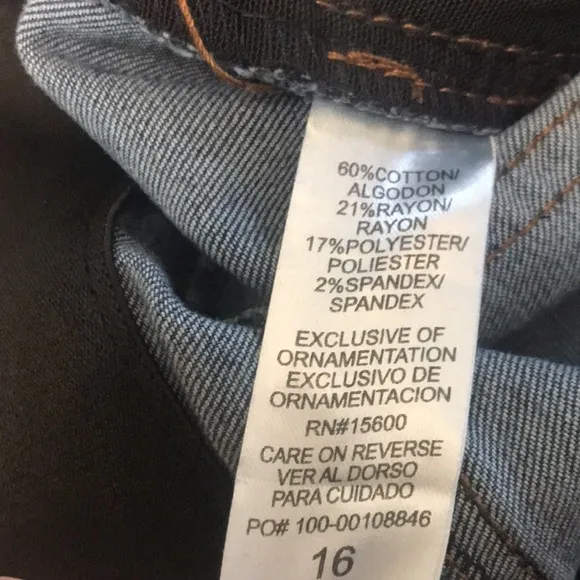 60%COTTON/
ALGODON
21%RAYON/
RAYON
17%POLYESTER/
POLIESTER
2%SPANDEX/
SPANDEX
EXCLUSIVE OF
ORNAMENTATION
EXCLUSIVO DE
ORNAMENTACION
RN#15600
CARE ON REVERSE
VER AL DORSO
PARA CUIDADO
PO# 100-00108846
16